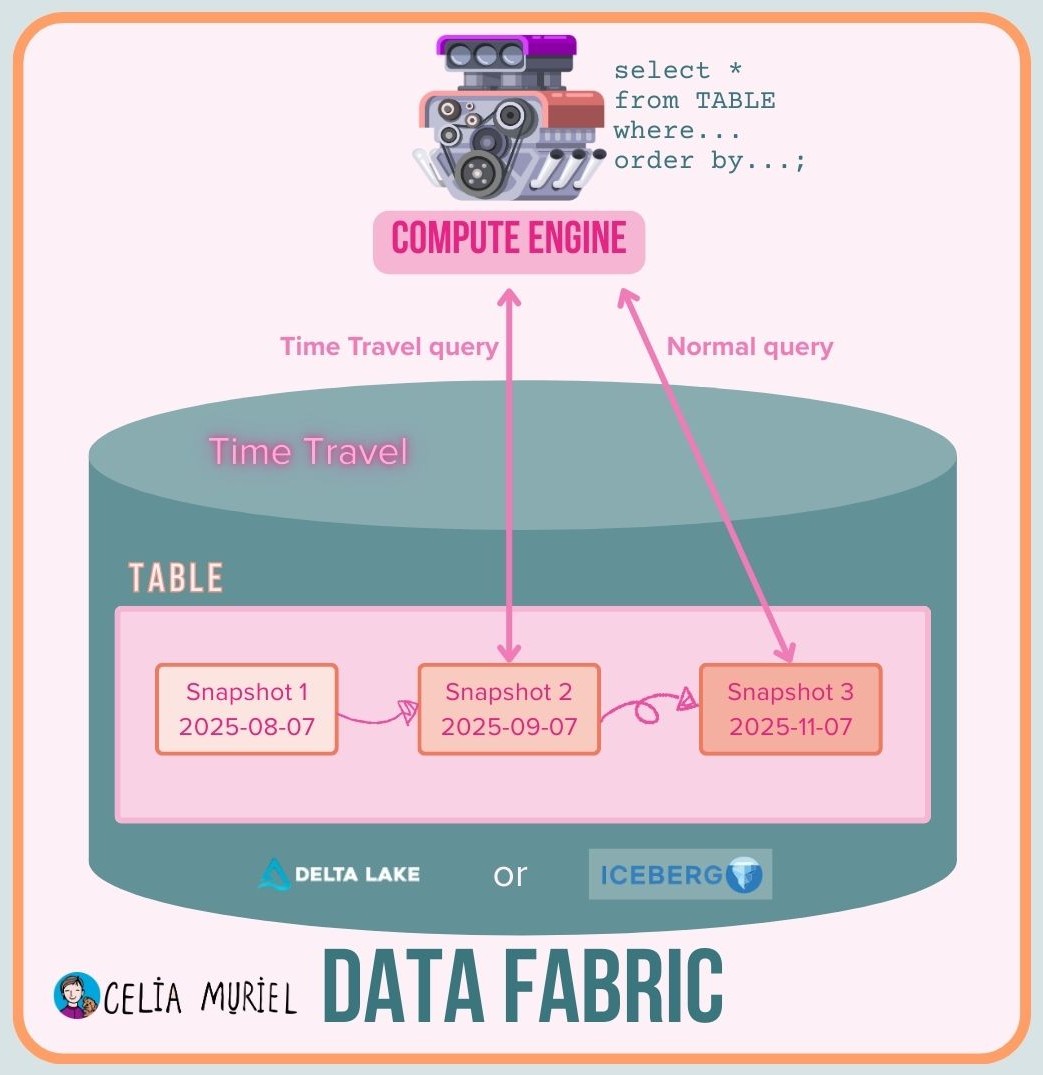 select *
from TABLE
where...
order by...;
COMPUTE ENGINE
Time Travel query
Normal query
Time Travel
TABLE
Snapshot 1
2025-08-07
Snapshot 2
2025-09-07
Snapshot 3
2025-11-07
DELTA LAKE
or
ICEBERG
CELIA MURIEL
DATA FABRIC